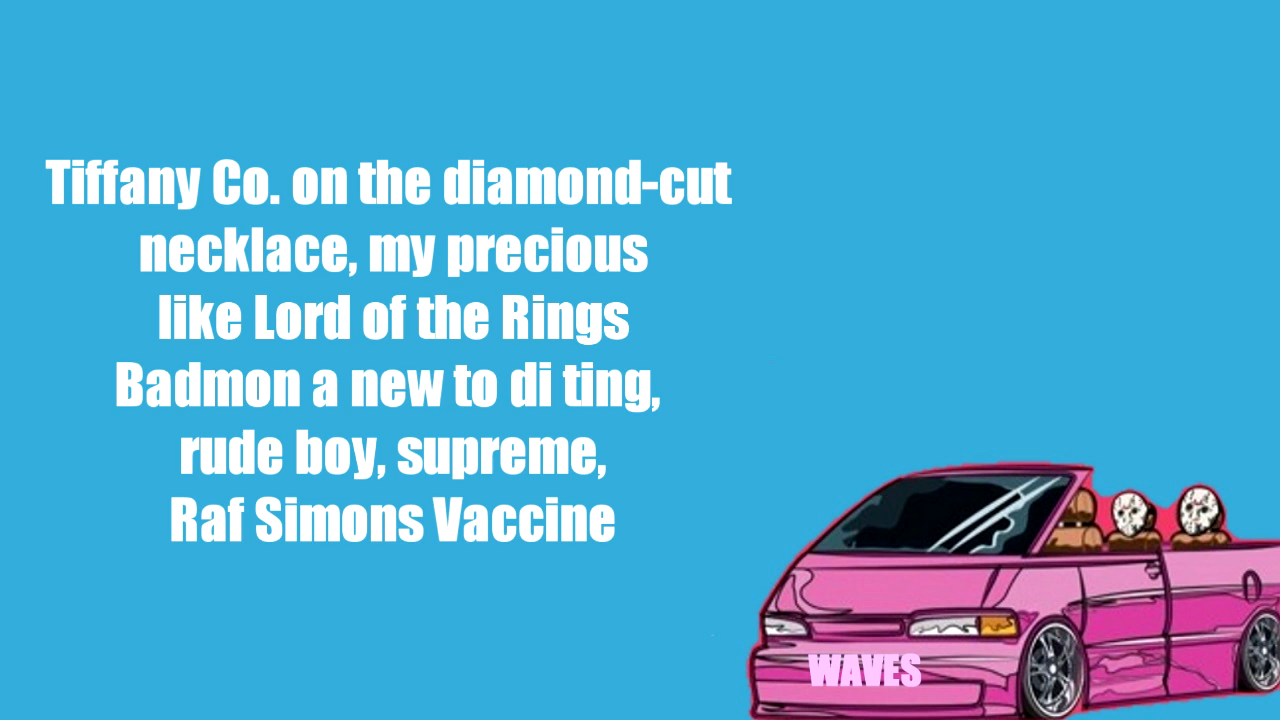 Tiffany Co. on the diamond-cut
necklace, my precious
like Lord of the Rings
Badmon a new to di ting,
rude boy, supreme,
Raf Simons Vaccine
WAVES